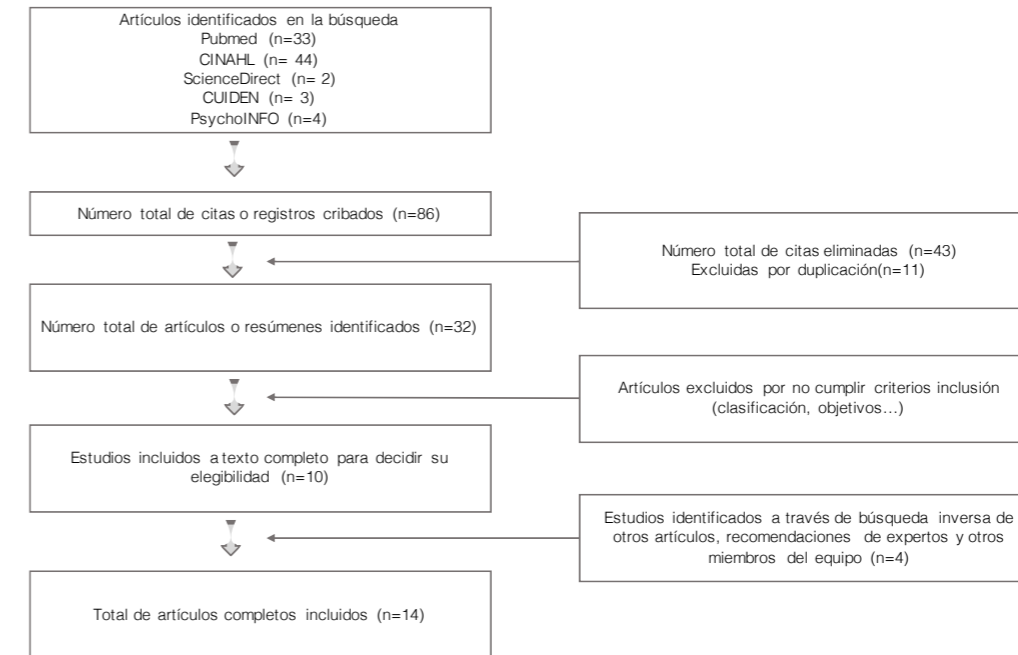 Artículos identificados en la búsqueda
Pubmed (n=33)
CINAHL (n= 44)
ScienceDirect (n= 2)
CUIDEN (n= 3)
PsychoINFO (n=4)
Número total de citas o registros cribados (n=86)
Número total de citas eliminadas (n=43)
Excluidas por duplicación(n=11)
Número total de artículos o resúmenes identificados (n=32)
Artículos excluidos por no cumplir criterios inclusión
(clasificación, objetivos…)
Estudios incluidos a texto completo para decidir su
elegibilidad (n=10)
Estudios identificados a través de búsqueda inversa de
otros artículos, recomendaciones de expertos y otros
miembros del equipo (n=4)
Total de artículos completos incluidos (n=14)